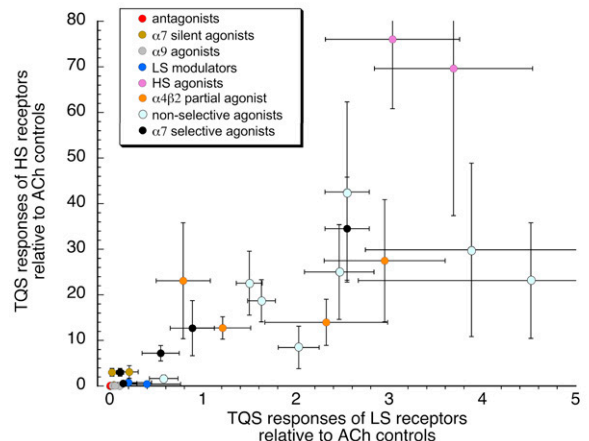 80
70
60
50
40
30
20
10
0
TQS responses of HS receptors
relative to ACh controls
antagonists
α7 silent agonists
α9 agonists
LS modulators
HS agonists
α4β2 partial agonist
non-selective agonists
α7 selective agonists
0 1 2 3 4 5
TQS responses of LS receptors
relative to ACh controls